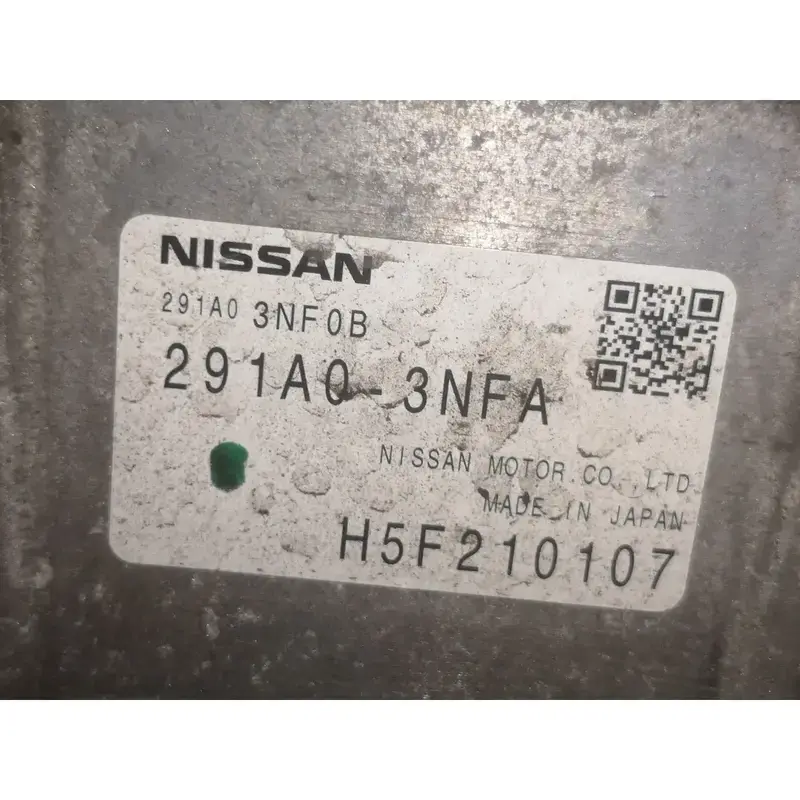 NISSAN
291A0 3NF0B
291A0-3NFA
NISSAN MOTOR.CO.,LTD
MADE IN JAPAN
H5F210107